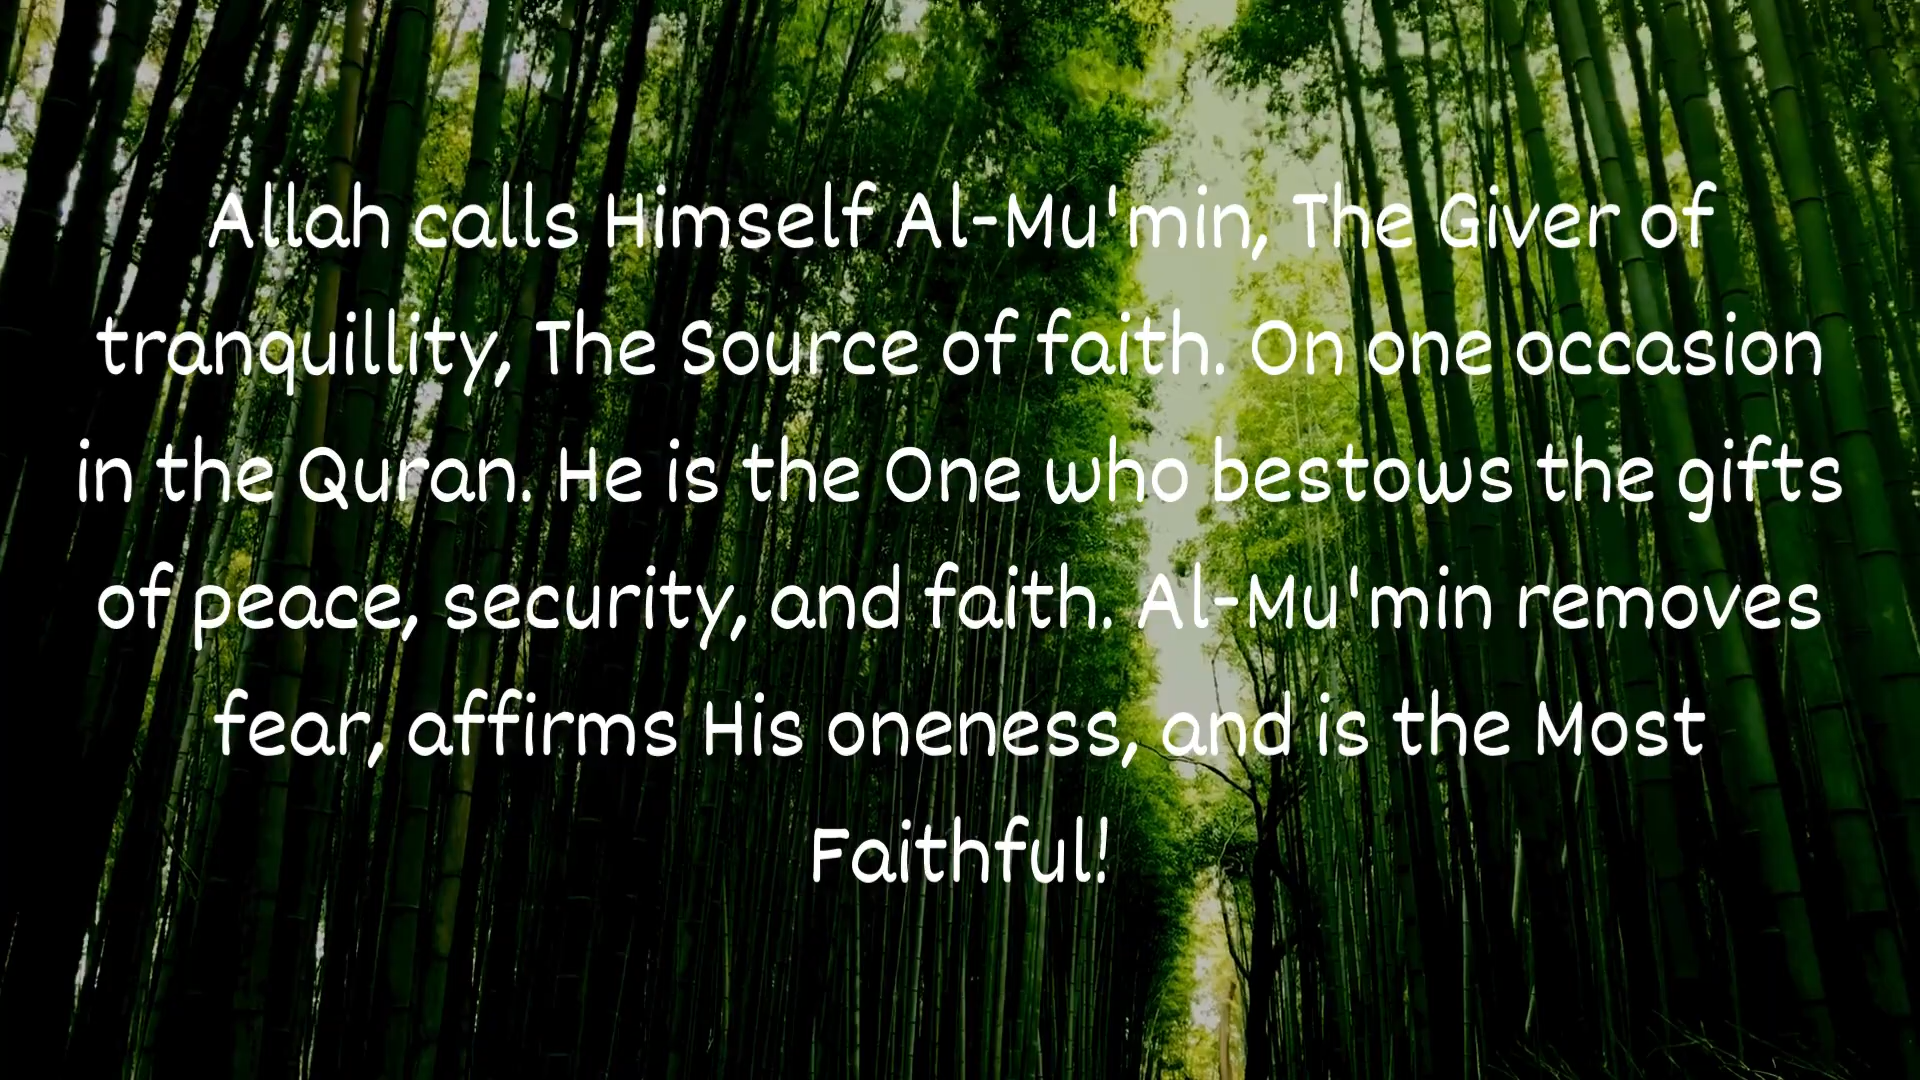 Allah calls Himself Al-Mu'min, The Giver of
tranquillity, The Source of faith. On one occasion
in the Quran. He is the One who bestows the gifts
of peace, security, and faith. Al-Mu'min removes
fear, affirms His oneness, and is the Most
Faithful!